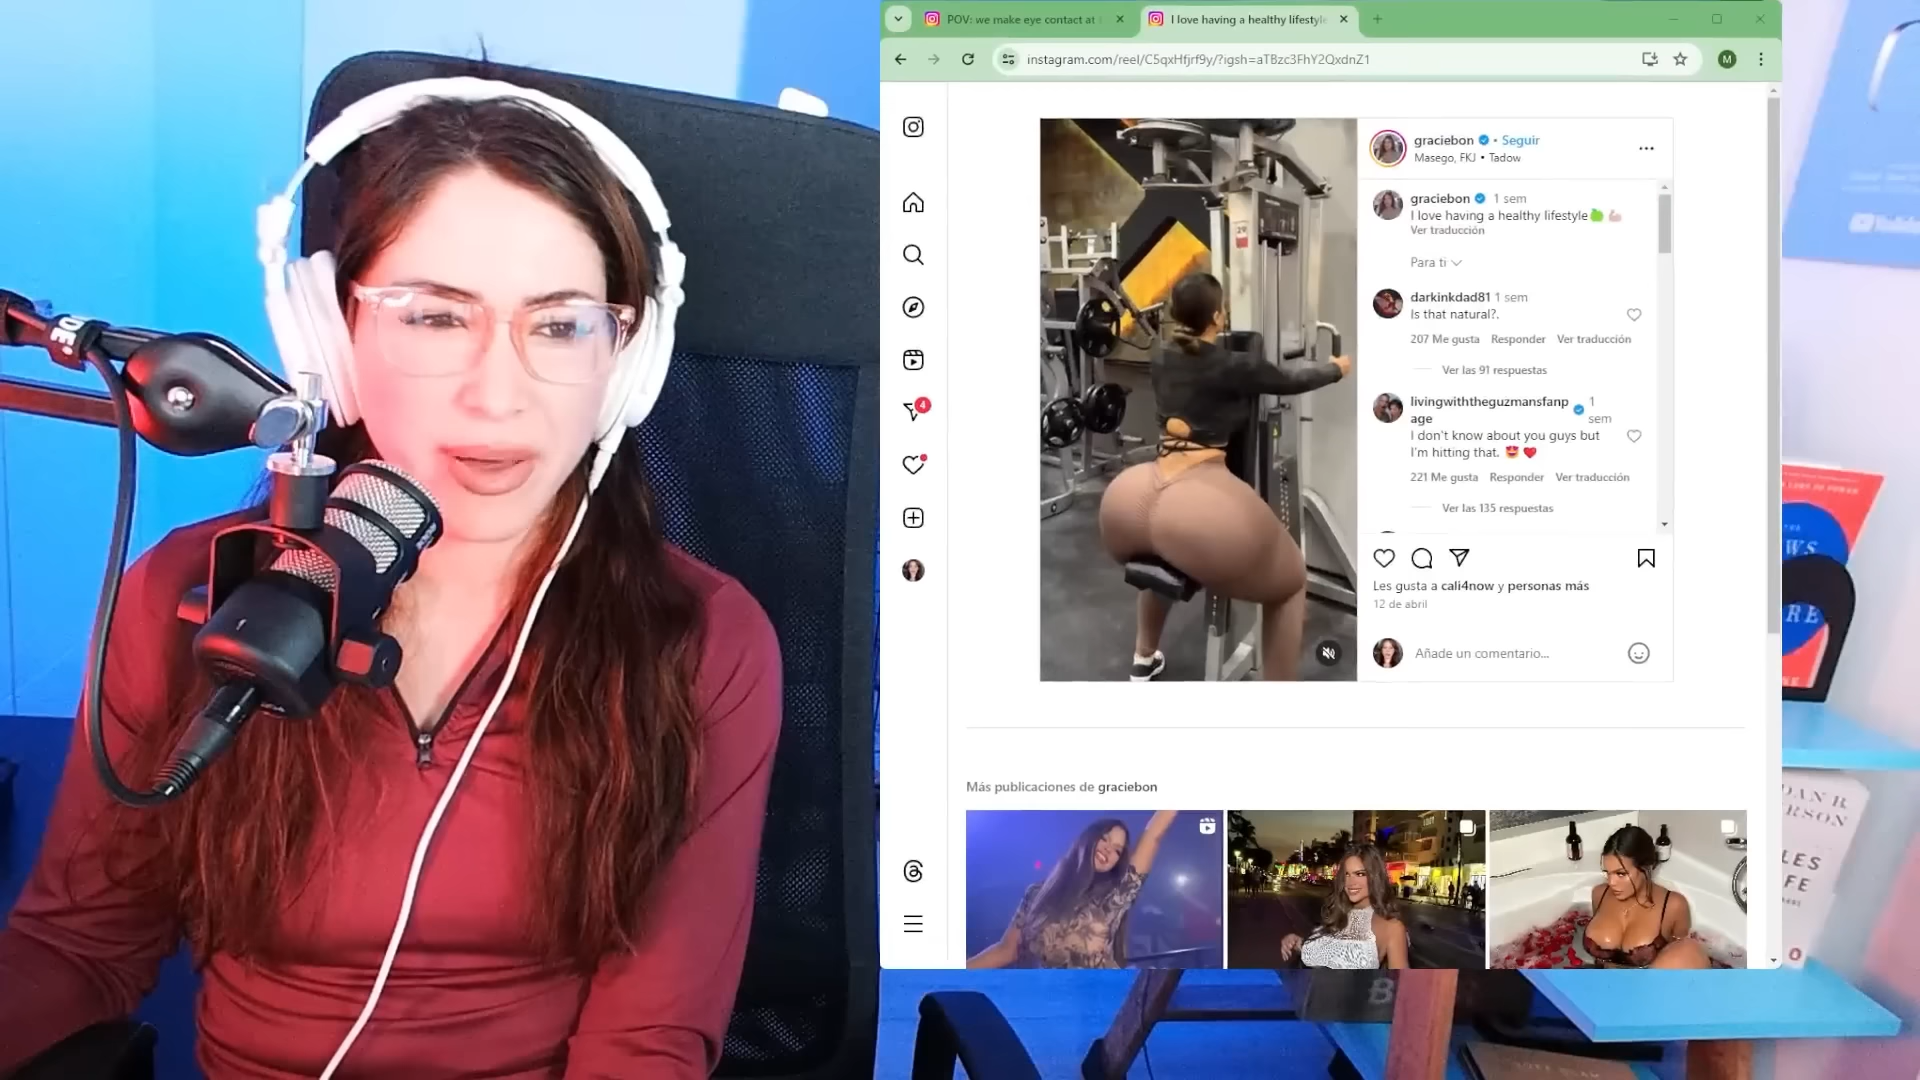 POV: we make eye contact at
I love having a healthy lifestyle
instagram.com/reel/C5qxHfjrf9y/?igsh=aTBzc3FhY2QxdnZ1
M
graciebon • Seguir
Masego, FKJ • Tadow
graciebon 1 sem
I love having a healthy lifestyle🍏💪🏻
Ver traducción
Para ti
darkinkdad81 1 sem
Is that natural?.
207 Me gusta Responder Ver traducción
Ver las 91 respuestas
livingwiththeguzmansfanp
age
1
sem
I don't know about you guys but
I'm hitting that. 🤩❤️
221 Me gusta Responder Ver traducción
Ver las 135 respuestas
4
Les gusta a cali4now y personas más
12 de abril
Añade un comentario...
Más publicaciones de graciebon
29
B